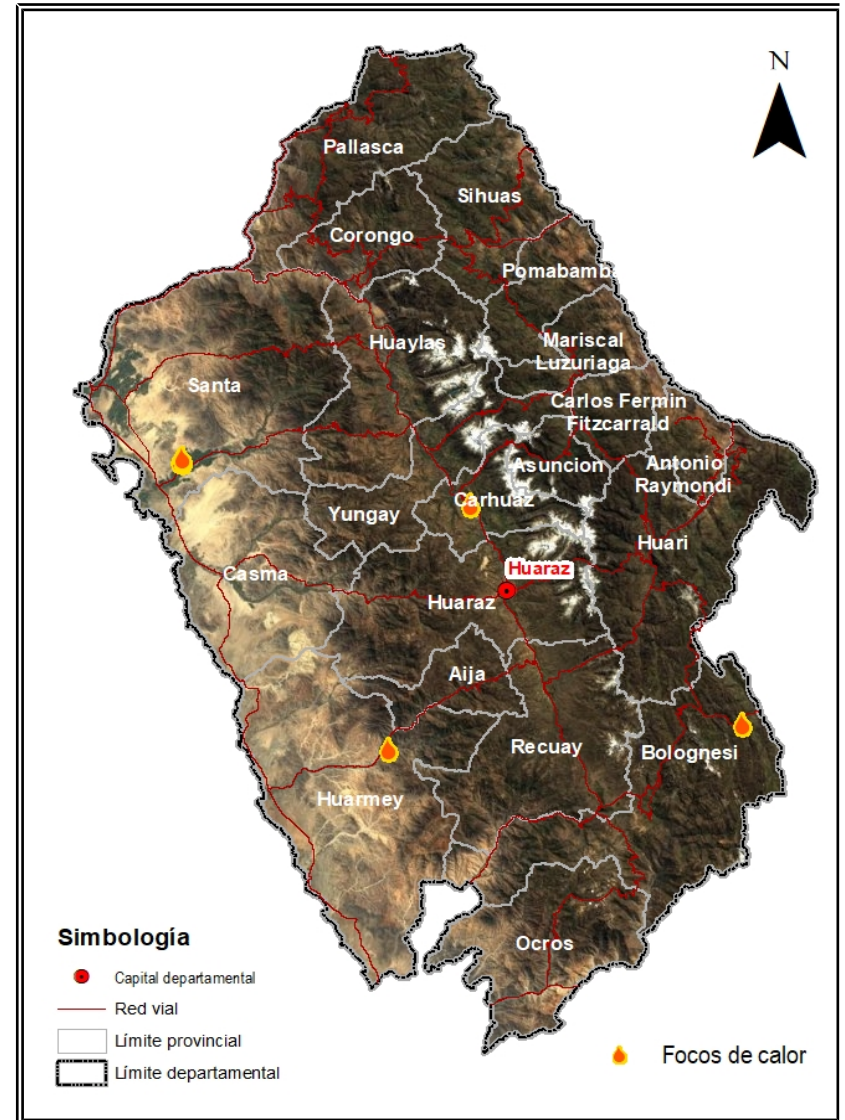 N
Pallasca
Sihuas
Corongo
Pomabamb
Huaylas
Mariscal
Luzuriaga
Santa
Carlos Fermin
Fitzcarrald
Asuncion
Antonio
Raymondi
Carhuaz
Yungay
Huari
Casma
Huaraz
Huaraz
Aija
Recuay
Bolognesi
Huarmey
Ocros
Simbología
Capital departamental
Red vial
Límite provincial
Límite departamental
Focos de calor